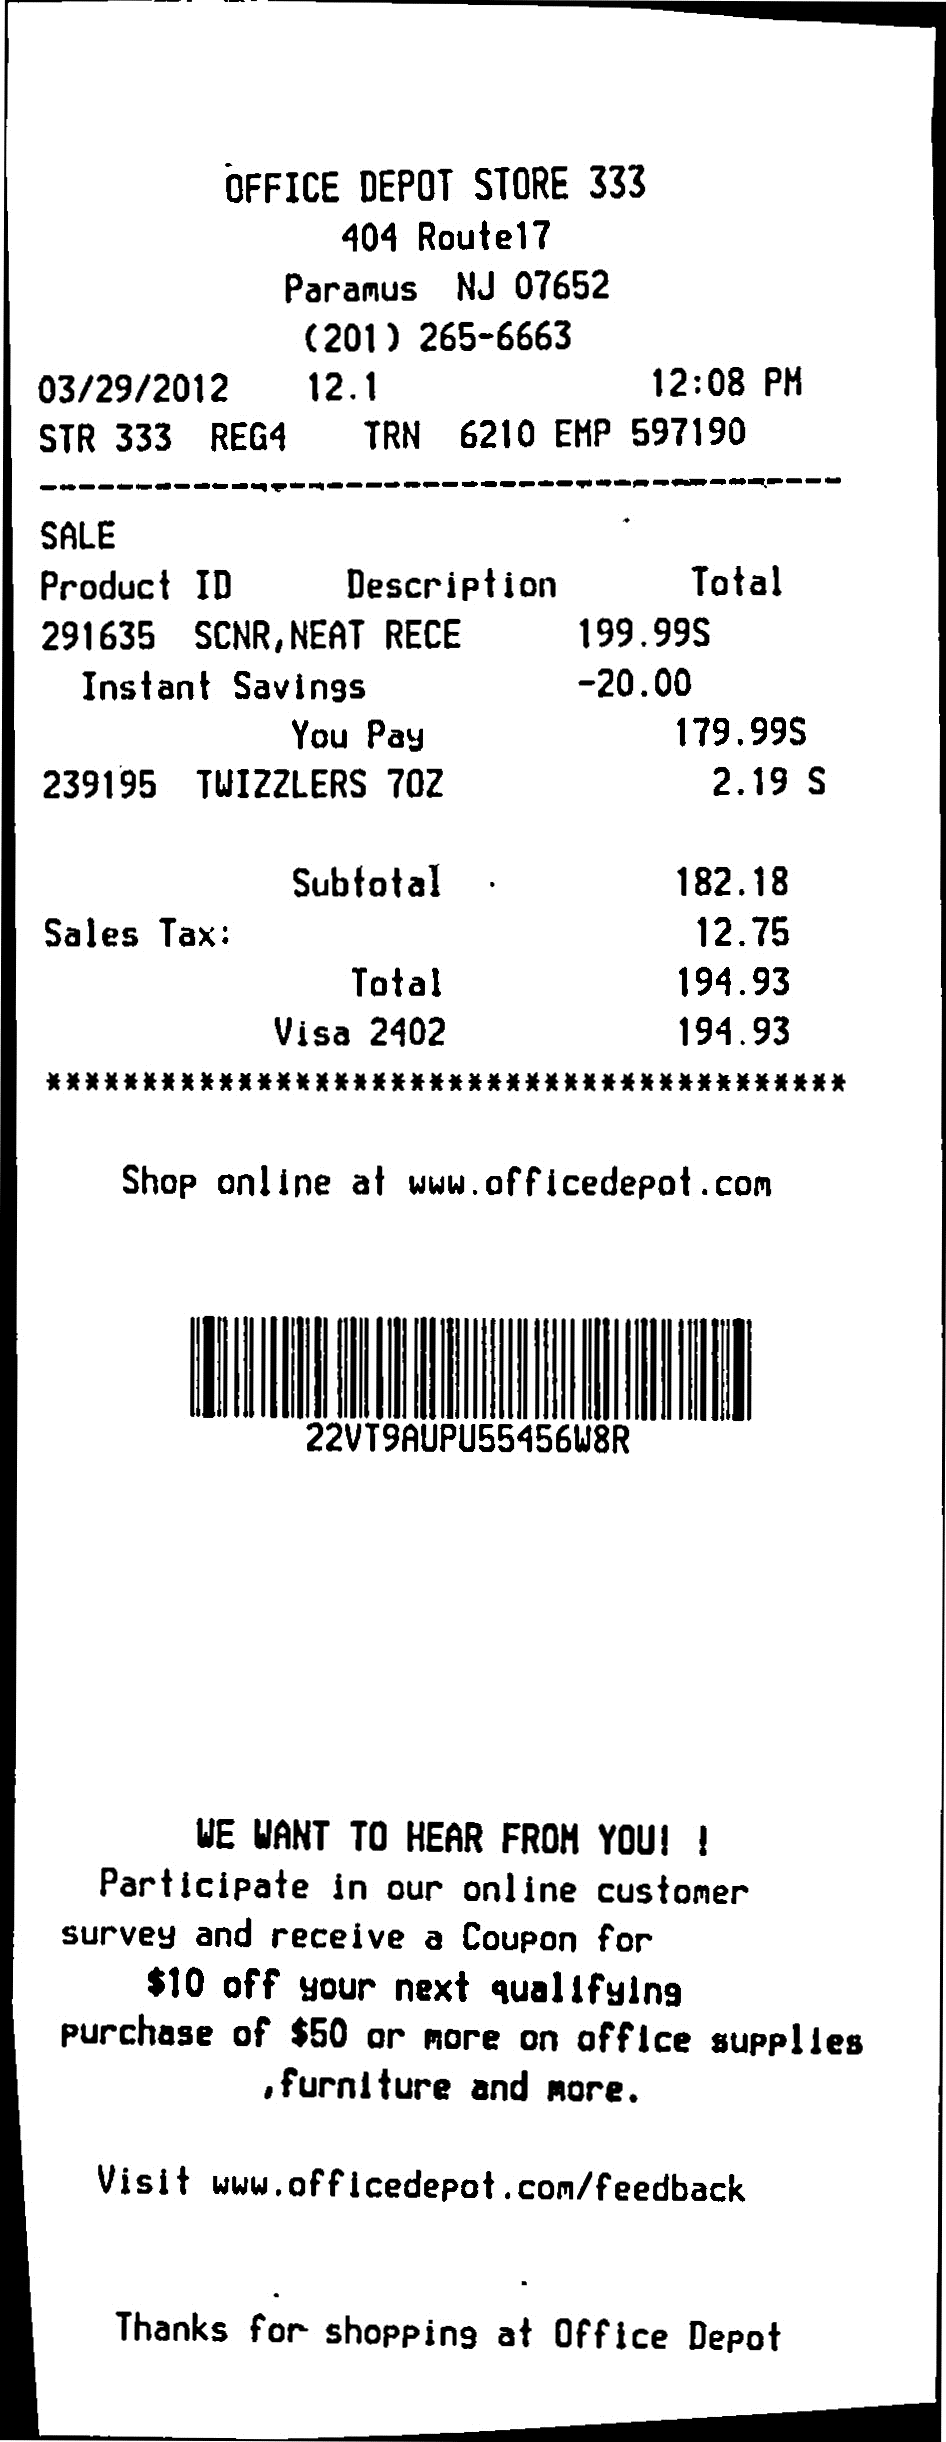 OFFICE DEPOT STORE 333
404 Route17
Paramus NJ 07652
(201) 265-6663
03/29/2012 12.1 12:08 PM
STR 333 REG4 TRN 6210 EMP 597190
------------------------------------------
SALE
Product ID Description Total
291635 SCNR,NEAT RECE 199.99S
Instant Savings -20.00
You Pay 179.99S
239195 TWIZZLERS 7OZ 2.19 S
Subtotal 182.18
Sales Tax: 12.75
Total 194.93
Visa 2402 194.93
******************************************
Shop online at www.officedepot.com
22VT9AUPU55456W8R
WE WANT TO HEAR FROM YOU! !
Participate in our online customer
survey and receive a Coupon for
$10 off your next qualifying
purchase of $50 or more on office supplies
,furniture and more.
Visit www.officedepot.com/feedback
Thanks for shopping at Office Depot